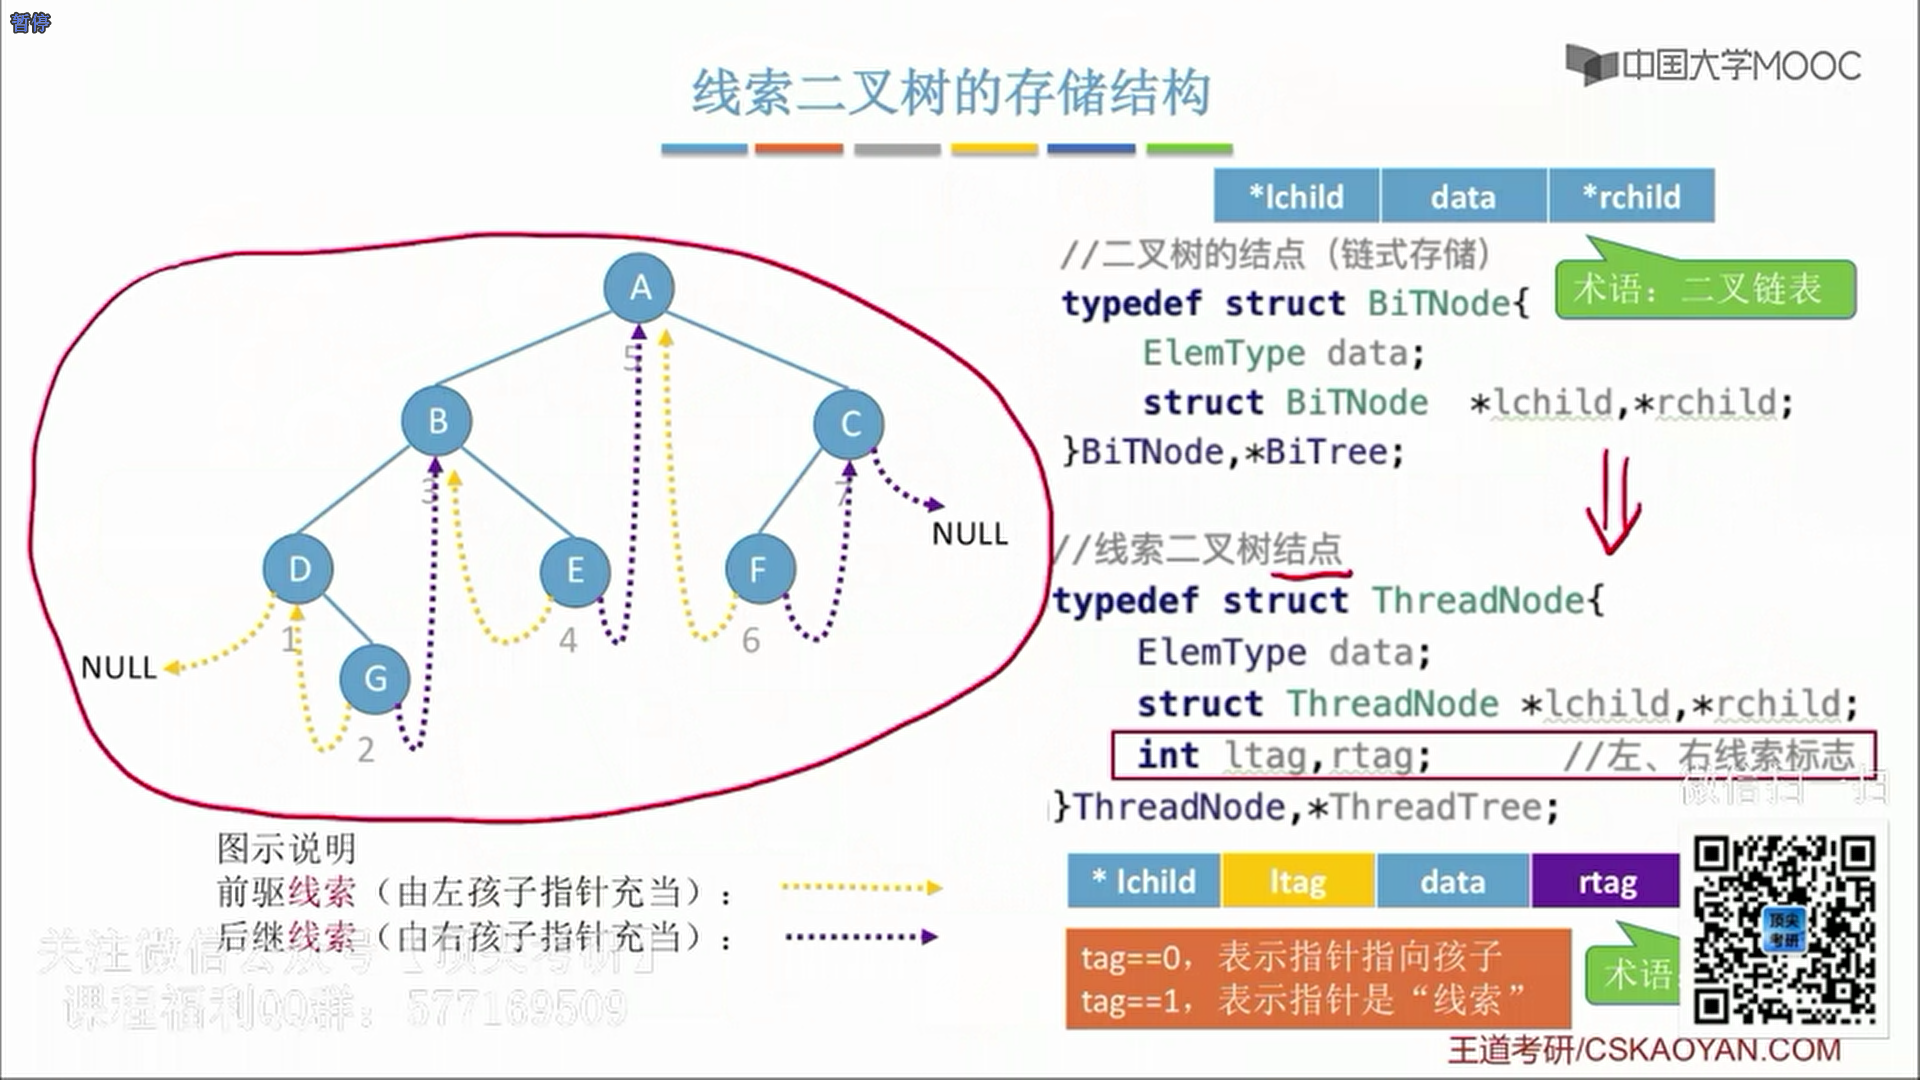 暂停
线索二叉树的存储结构
中国大学MOOC
*lchild data *rchild
//二叉树的结点（链式存储）
术语：二叉链表
typedef struct BiTNode{
ElemType data;
struct BiTNode *lchild,*rchild;
}BiTNode,*BiTree;
A
5
B
C
3
7
NULL
D
E
F
1
4
6
NULL
G
2
//线索二叉树结点
typedef struct ThreadNode{
ElemType data;
struct ThreadNode *lchild,*rchild;
int ltag,rtag; //左、右线索标志
}ThreadNode,*ThreadTree;
微信扫一扫
图示说明
前驱线索（由左孩子指针充当）：
后继线索（由右孩子指针充当）：
* lchild ltag data rtag
tag==0，表示指针指向孩子
tag==1，表示指针是“线索”
术语：
顶尖
考研
关注微信公众号【顶尖考研】
课程福利QQ群：577169509
王道考研/CSKAOYAN.COM